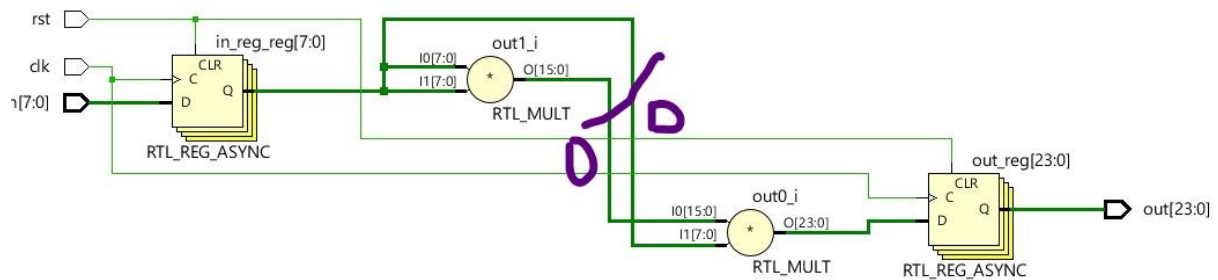 rst
clk
n[7:0]
in_reg_reg[7:0]
CLR
C
D
Q
RTL_REG_ASYNC
out1_i
I0[7:0]
I1[7:0]
*
O[15:0]
RTL_MULT
D
D
out0_i
I0[15:0]
I1[7:0]
*
O[23:0]
RTL_MULT
out_reg[23:0]
CLR
C
D
Q
RTL_REG_ASYNC
out[23:0]